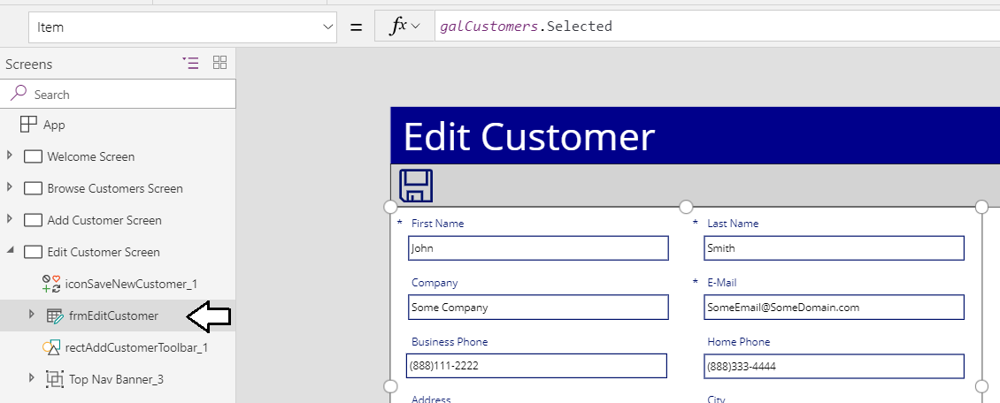 Item = fx galCustomers.Selected
Screens
Search
App
Welcome Screen
Browse Customers Screen
Add Customer Screen
Edit Customer Screen
iconSaveNewCustomer_1
frmEditCustomer
rectAddCustomerToolbar_1
Top Nav Banner_3
Edit Customer
* First Name * Last Name
John Smith
Company * E-Mail
Some Company SomeEmail@SomeDomain.com
Business Phone Home Phone
(888)111-2222 (888)333-4444
Address City